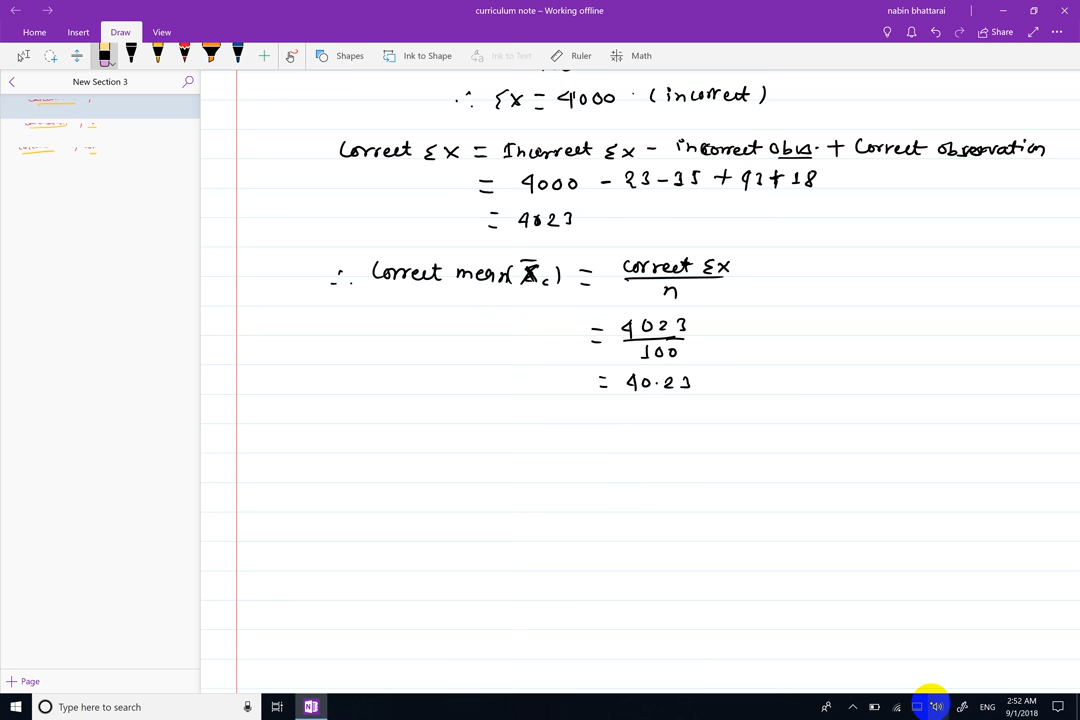 curriculum note – Working offline
nabin bhattarai
Home Insert Draw View
Share
Shapes Ink to Shape Ink to Text Ruler Math
New Section 3
∴ Σx = 4000 (incorrect)
Correct Σx = Incorrect Σx – incorrect obs. + Correct observation
= 4000 - 23 - 35 + 93 + 18
= 4023
∴ Correct mean (X̄c) = correct Σx
n
= 4023
100
= 40.23
+ Page
Type here to search
ENG
2:52 AM
9/1/2018